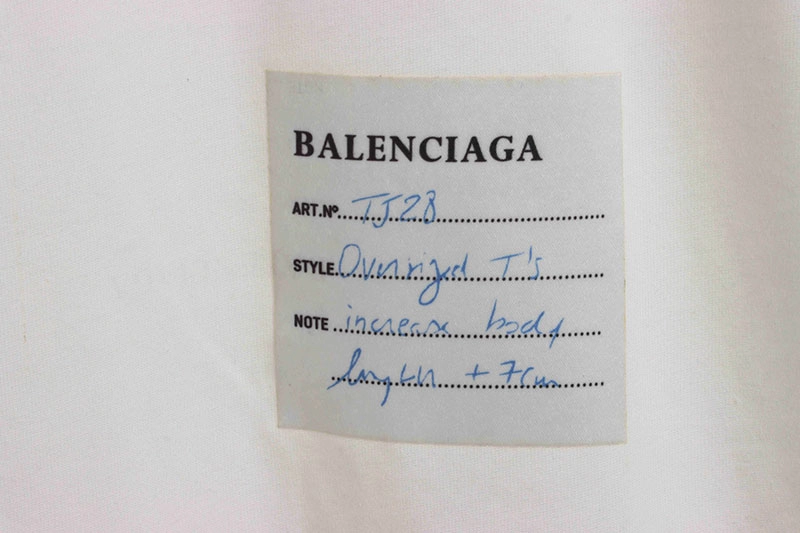 BALENCIAGA
ART.Nº TJ28
STYLE Oversized T's
NOTE increase body
length + 7cm